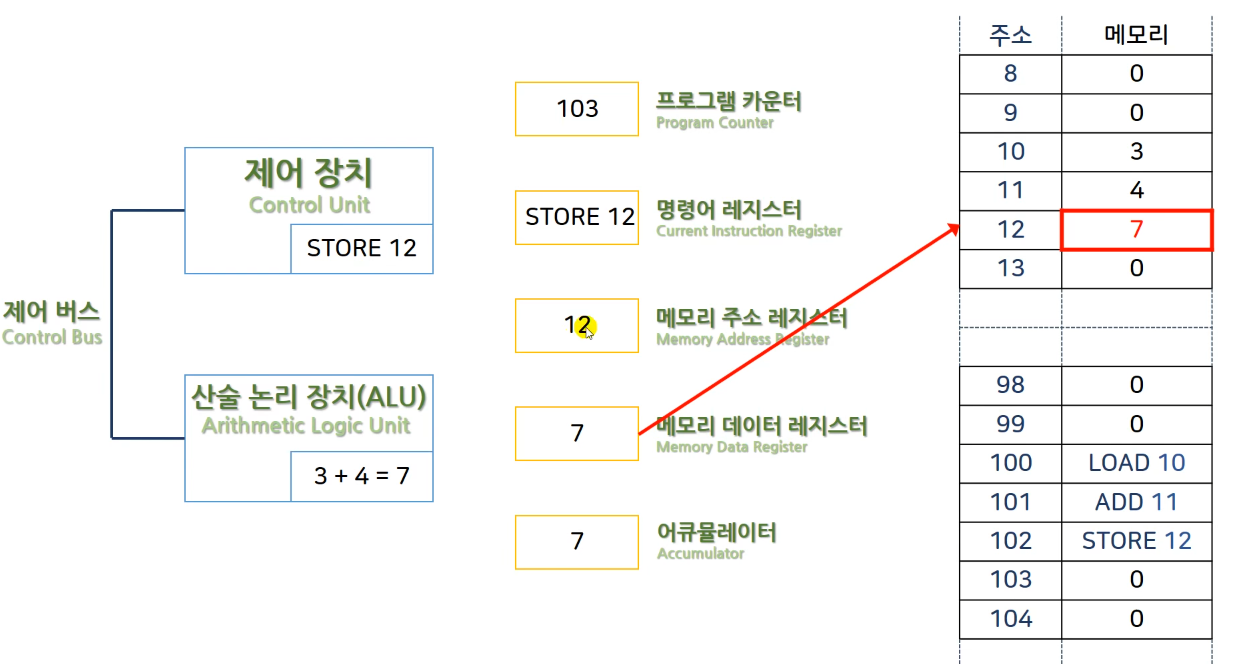 제어 버스
Control Bus
제어 장치
Control Unit
STORE 12
산술 논리 장치(ALU)
Arithmetic Logic Unit
3 + 4 = 7
103
프로그램 카운터
Program Counter
STORE 12
명령어 레지스터
Current Instruction Register
12
메모리 주소 레지스터
Memory Address Register
7
메모리 데이터 레지스터
Memory Data Register
7
어큐뮬레이터
Accumulator
주소 메모리
8 0
9 0
10 3
11 4
12 7
13 0
98 0
99 0
100 LOAD 10
101 ADD 11
102 STORE 12
103 0
104 0